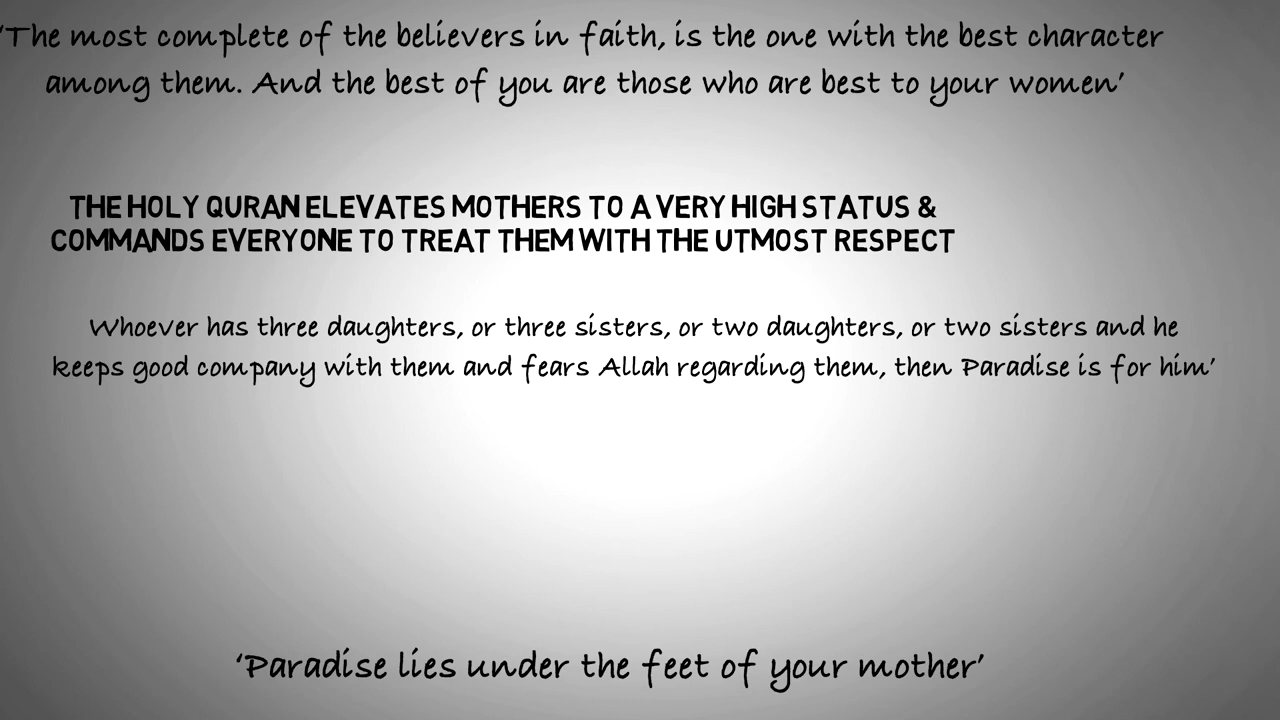 'The most complete of the believers in faith, is the one with the best character
among them. And the best of you are those who are best to your women'
THE HOLY QURAN ELEVATES MOTHERS TO A VERY HIGH STATUS &
COMMANDS EVERYONE TO TREAT THEM WITH THE UTMOST RESPECT
Whoever has three daughters, or three sisters, or two daughters, or two sisters and he
keeps good company with them and fears Allah regarding them, then Paradise is for him'
'Paradise lies under the feet of your mother'